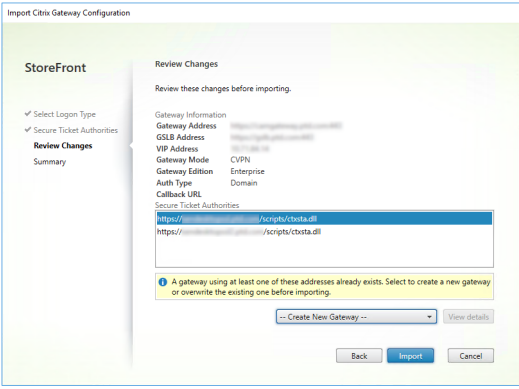 Import Citrix Gateway Configuration
StoreFront
Select Logon Type
Secure Ticket Authorities
Review Changes
Summary
Review Changes
Review these changes before importing.
Gateway Information
Gateway Address
GSLB Address
VIP Address
Gateway Mode CVPN
Gateway Edition Enterprise
Auth Type Domain
Callback URL
Secure Ticket Authorities
https:// /scripts/ctxsta.dll
https:// /scripts/ctxsta.dll
A gateway using at least one of these addresses already exists. Select to create a new gateway
or overwrite the existing one before importing.
-- Create New Gateway -- View details
Back Import Cancel